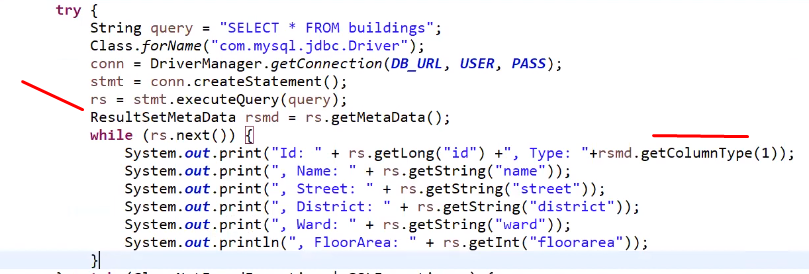 try {
String query = "SELECT * FROM buildings";
Class.forName("com.mysql.jdbc.Driver");
conn = DriverManager.getConnection(DB_URL, USER, PASS);
stmt = conn.createStatement();
rs = stmt.executeQuery(query);
ResultSetMetaData rsmd = rs.getMetaData();
while (rs.next()) {
System.out.print("Id: " + rs.getLong("id") +", Type: "+rsmd.getColumnType(1));
System.out.print(", Name: " + rs.getString("name"));
System.out.print(", Street: " + rs.getString("street"));
System.out.print(", District: " + rs.getString("district"));
System.out.print(", Ward: " + rs.getString("ward"));
System.out.println(", FloorArea: " + rs.getInt("floorarea"));
}